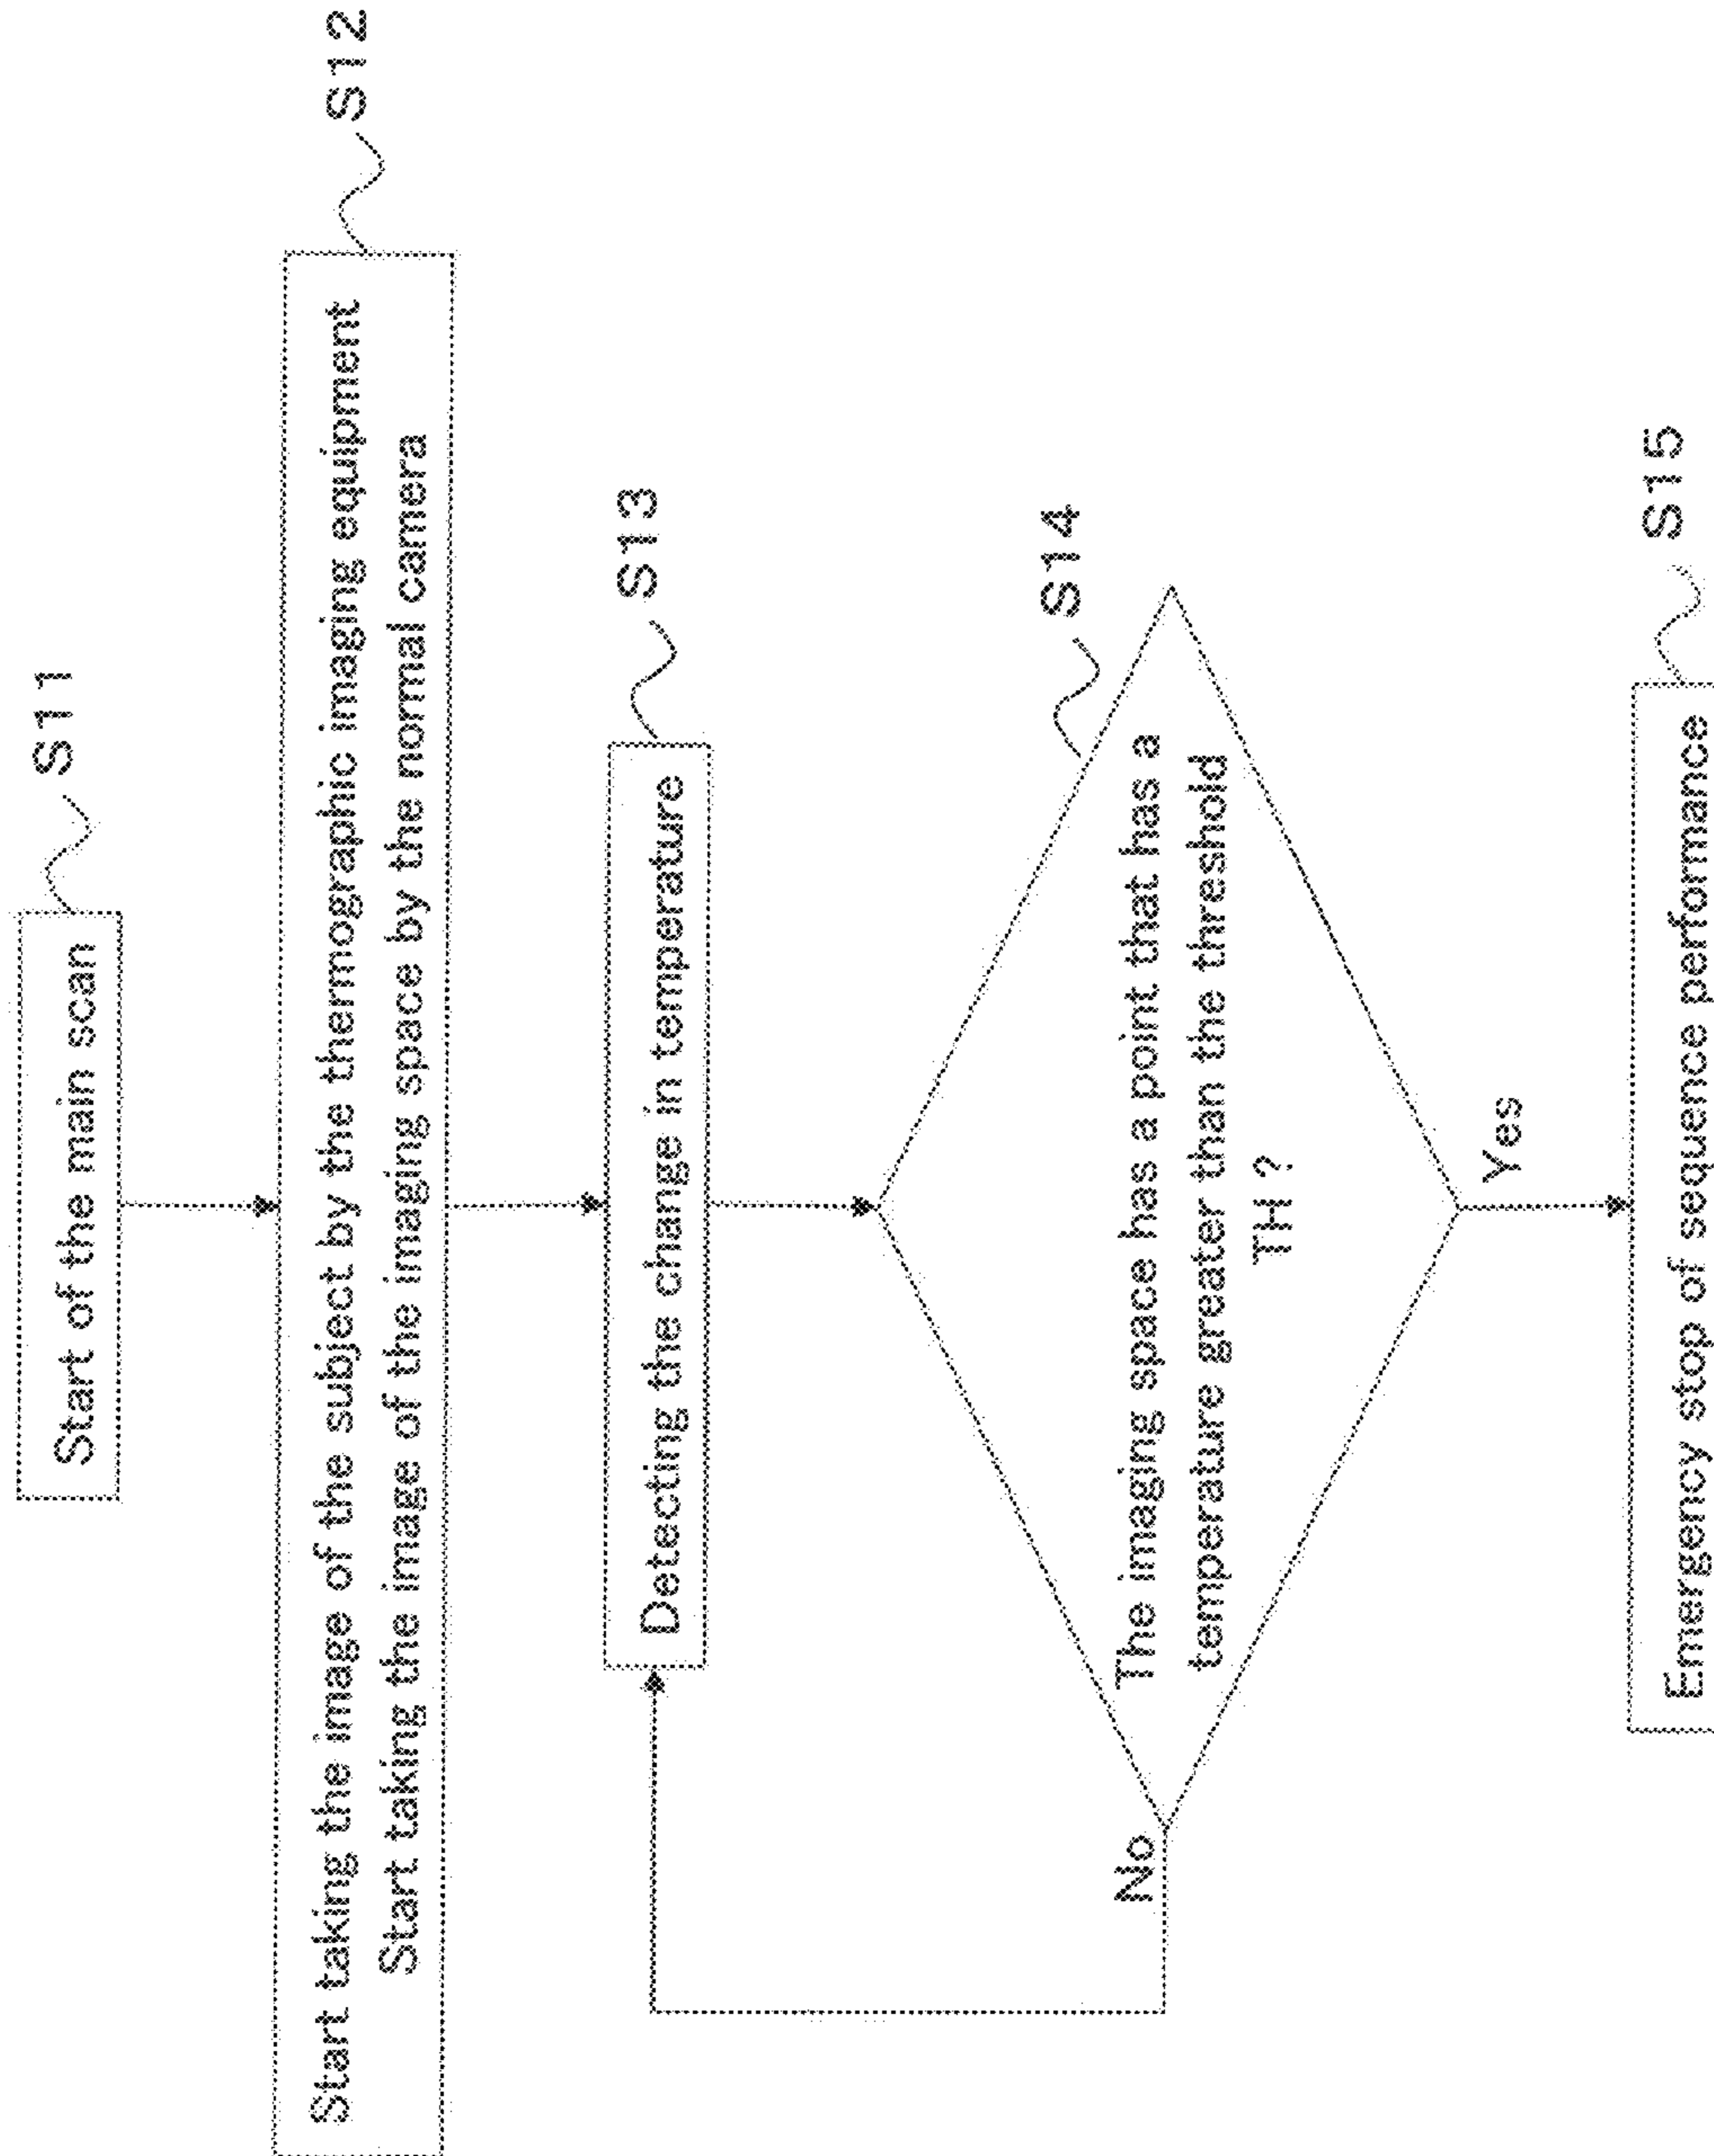 Start of the main scan
S11
Start taking the image of the subject by the thermographic imaging equipment
Start taking the image of the imaging space by the normal camera
S12
Detecting the change in temperature
S13
The imaging space has a point that has a
temperature greater than the threshold
TH ?
S14
No
Yes
Emergency stop of sequence performance
S15